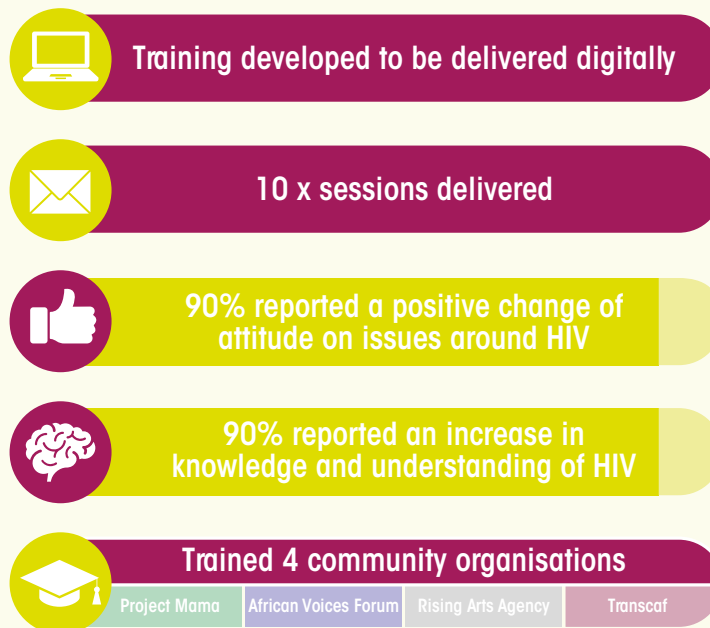 Training developed to be delivered digitally
10 x sessions delivered
90% reported a positive change of
attitude on issues around HIV
90% reported an increase in
knowledge and understanding of HIV
Trained 4 community organisations
Project Mama African Voices Forum Rising Arts Agency Transcaf